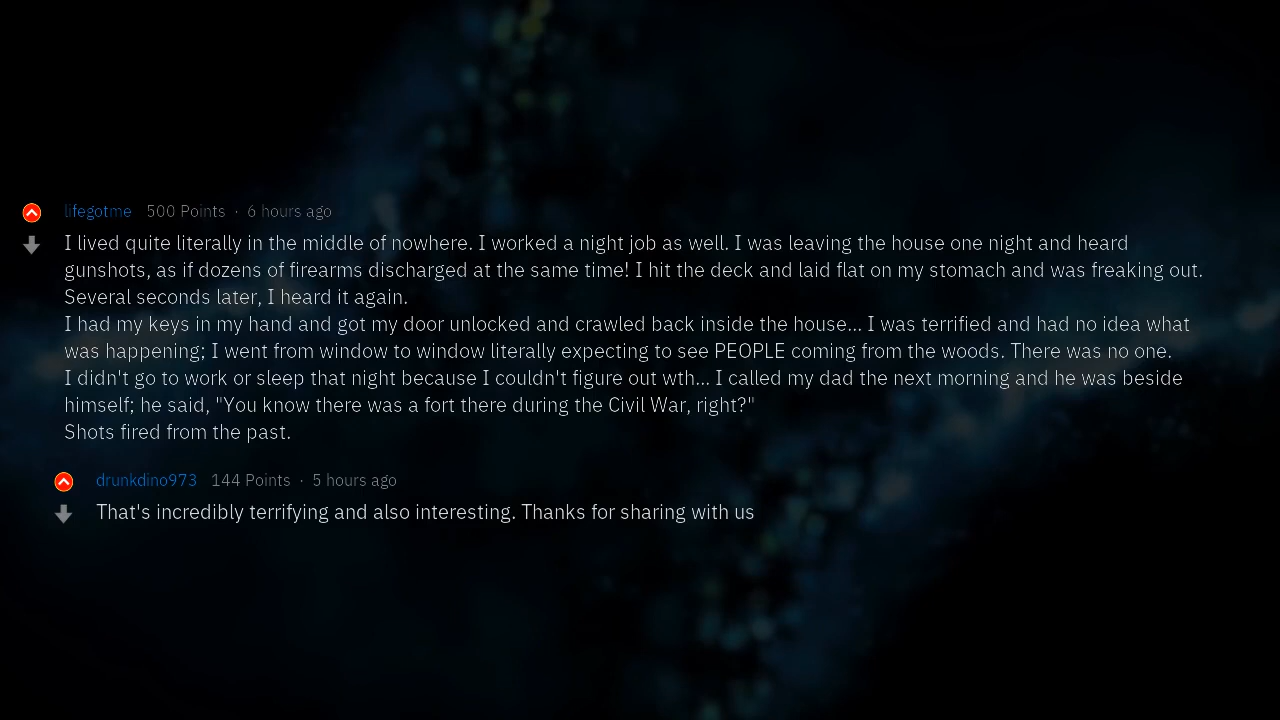 lifegotme 500 Points · 6 hours ago
I lived quite literally in the middle of nowhere. I worked a night job as well. I was leaving the house one night and heard
gunshots, as if dozens of firearms discharged at the same time! I hit the deck and laid flat on my stomach and was freaking out.
Several seconds later, I heard it again.
I had my keys in my hand and got my door unlocked and crawled back inside the house... I was terrified and had no idea what
was happening; I went from window to window literally expecting to see PEOPLE coming from the woods. There was no one.
I didn't go to work or sleep that night because I couldn't figure out wth... I called my dad the next morning and he was beside
himself; he said, "You know there was a fort there during the Civil War, right?"
Shots fired from the past.
drunkdino973 144 Points · 5 hours ago
That's incredibly terrifying and also interesting. Thanks for sharing with us